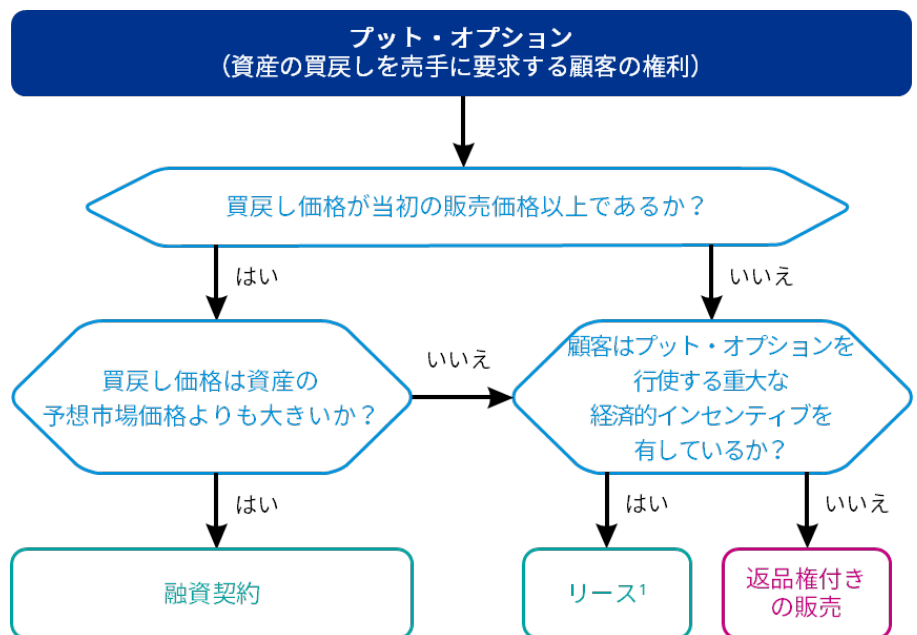 プット・オプション
（資産の買戻しを売手に要求する顧客の権利）
買戻し価格が当初の販売価格以上であるか？
はい
いいえ
買戻し価格は資産の
予想市場価格よりも大きいか？
いいえ
顧客はプット・オプションを
行使する重大な
経済的インセンティブを
有しているか？
はい
はい
いいえ
融資契約
リース¹
返品権付き
の販売